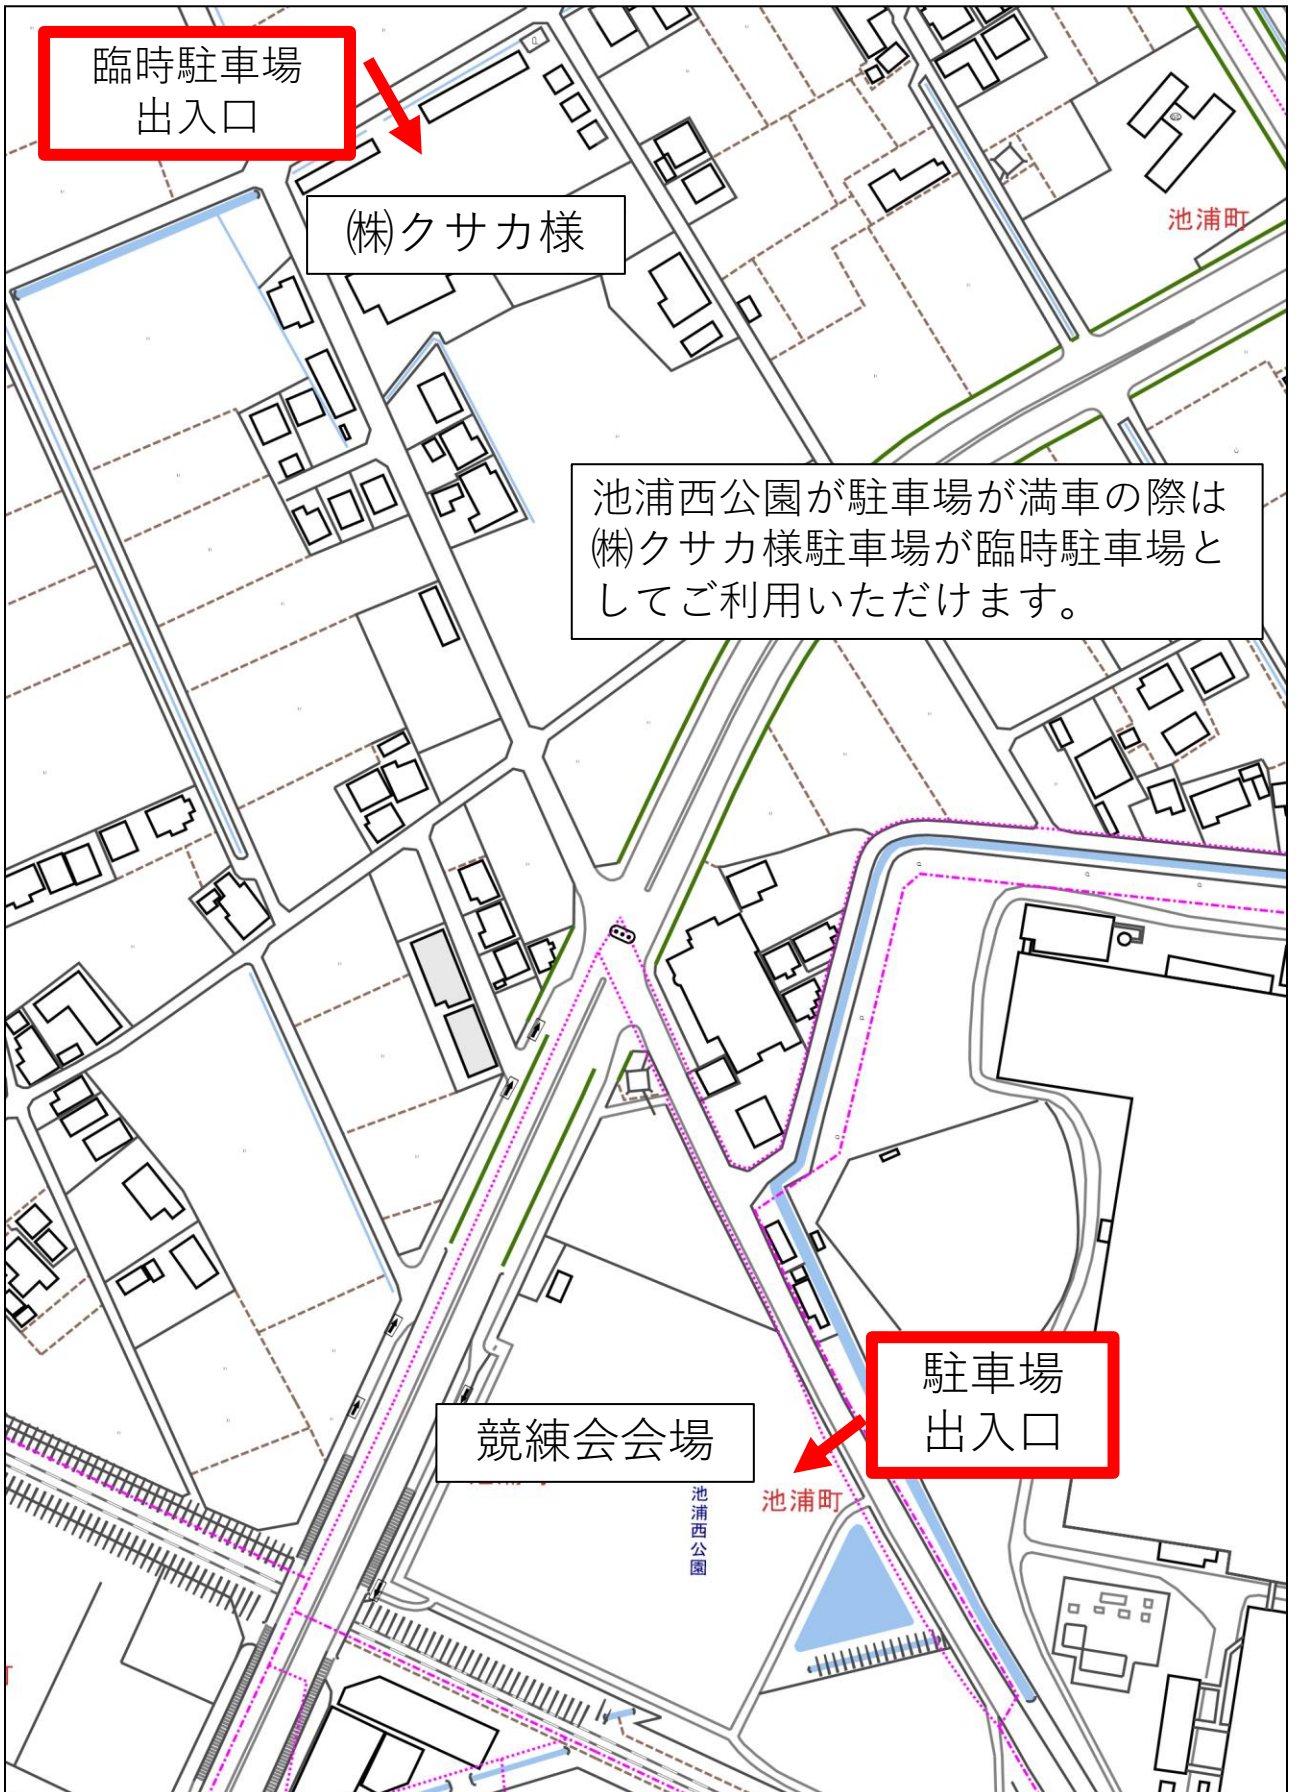 臨時駐車場
出入口
㈱クサカ様
池浦町
池浦西公園が駐車場が満車の際は
㈱クサカ様駐車場が臨時駐車場と
してご利用いただけます。
駐車場
出入口
競練会会場
池浦町
池浦西公園